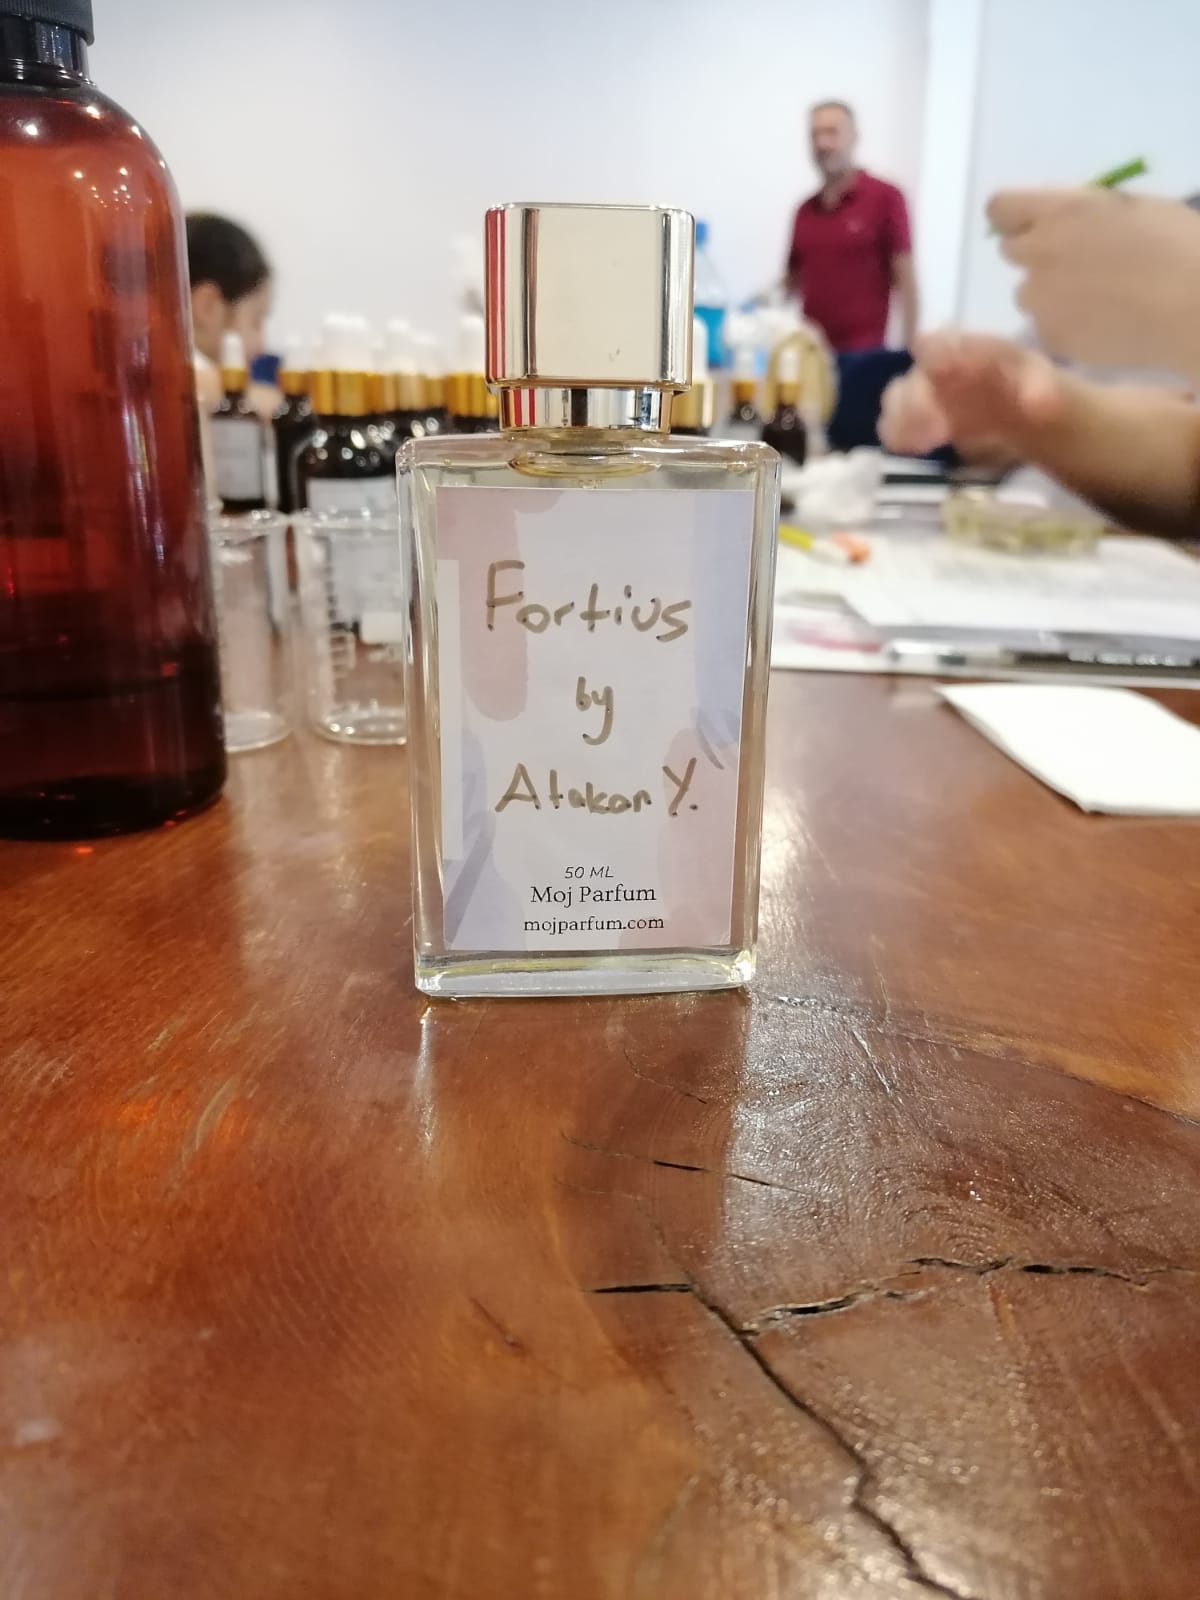 Fortius
by
Atakan Y.
50 ML
Moj Parfum
mojparfum.com